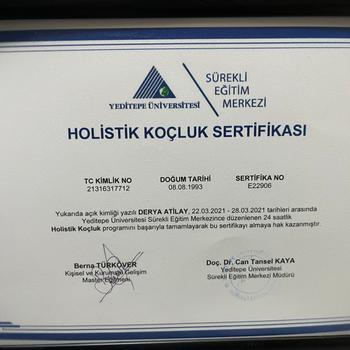 YEDİTEPE ÜNİVERSİTESİ
SÜREKLİ
EĞİTİM
MERKEZİ
HOLİSTİK KOÇLUK SERTİFİKASI
TC KİMLİK NO DOĞUM TARİHİ SERTİFİKA NO
21316317712 08.08.1993 E22906
Yukarıda açık kimliği yazılı DERYA ATİLAY, 22.03.2021 - 28.03.2021 tarihleri arasında
Yeditepe Üniversitesi Sürekli Eğitim Merkezince düzenlenen 24 saatlik
Holistik Koçluk programını başarıyla tamamlayarak bu sertifikayı almaya hak kazanmıştır.
Berna TÜRKÖVER
Kişisel ve Kurumsal Gelişim
Master Eğitmeni
Doç. Dr. Can Tansel KAYA
Yeditepe Üniversitesi
Sürekli Eğitim Merkezi Müdürü